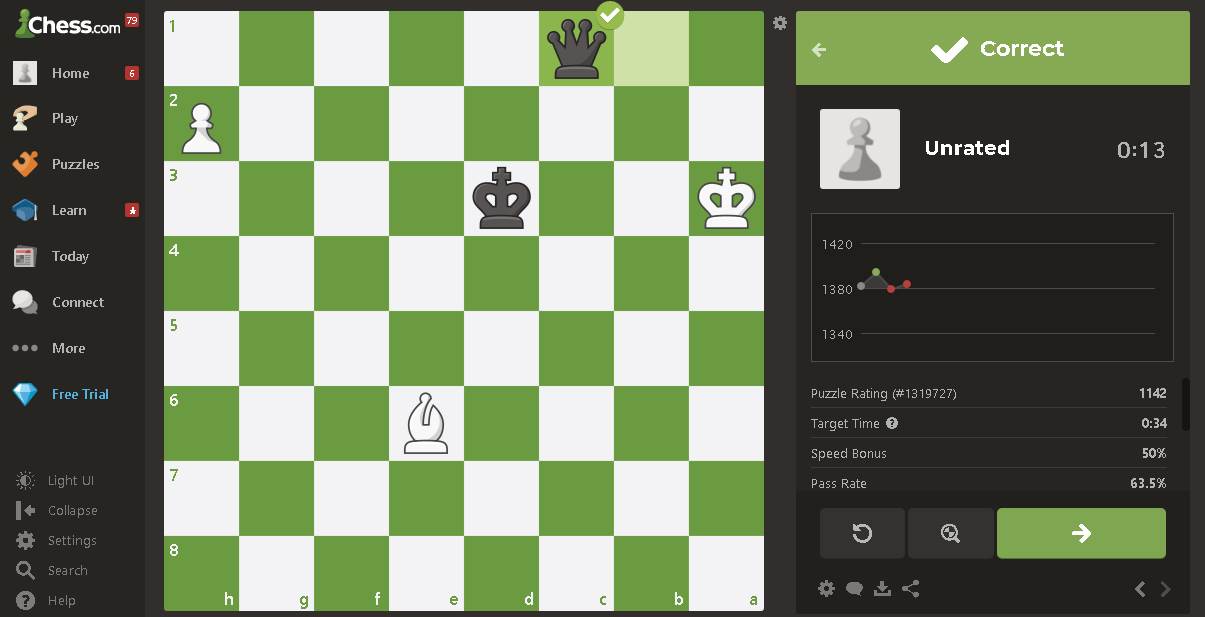 Chess.com 79
Home 6
Play
Puzzles
Learn
Today
Connect
More
Free Trial
Light UI
Collapse
Settings
Search
Help
1
2
3
4
5
6
7
8
h g f e d c b a
Correct
Unrated 0:13
1420
1380
1340
Puzzle Rating (#1319727) 1142
Target Time ? 0:34
Speed Bonus 50%
Pass Rate 63.5%